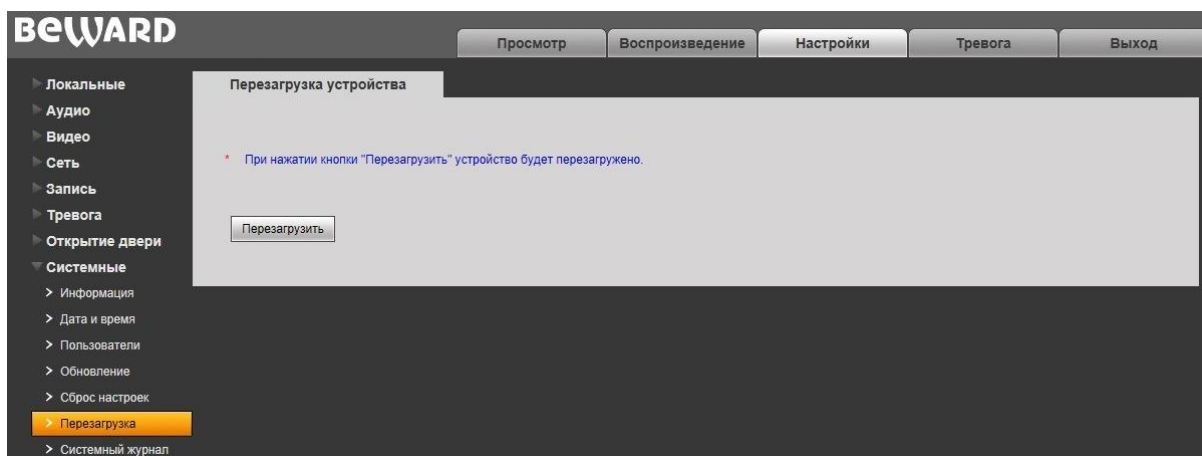 BEWARD
Просмотр Воспроизведение Настройки Тревога Выход
Локальные
Аудио
Видео
Сеть
Запись
Тревога
Открытие двери
Системные
Информация
Дата и время
Пользователи
Обновление
Сброс настроек
Перезагрузка
Системный журнал
Перезагрузка устройства
* При нажатии кнопки "Перезагрузить" устройство будет перезагружено.
Перезагрузить